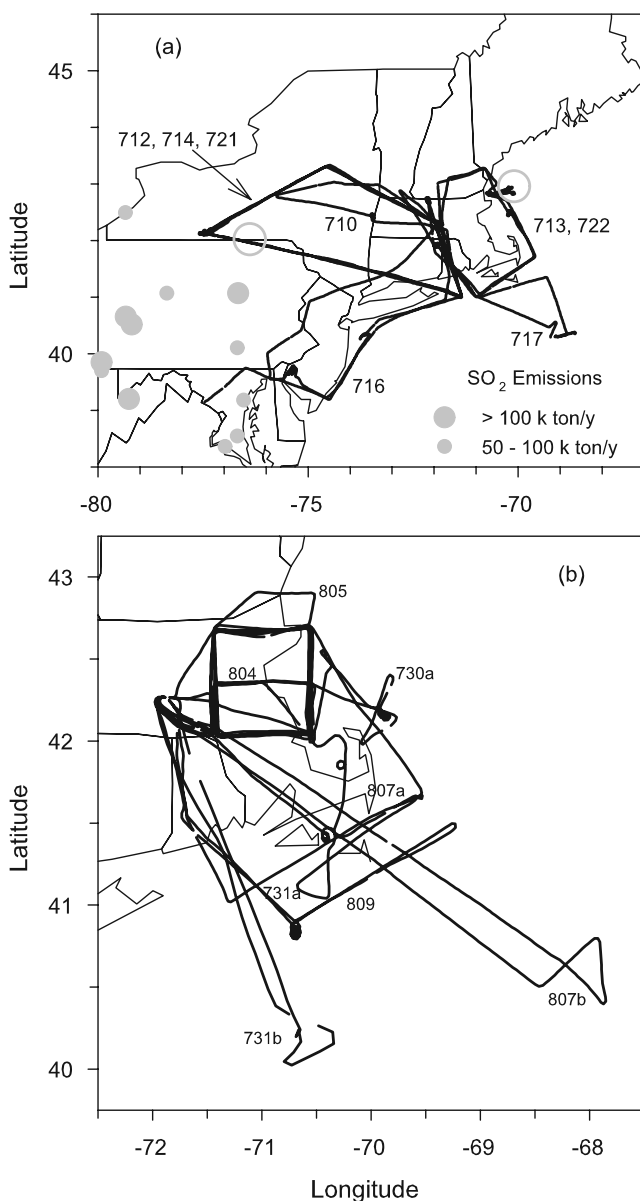 (a)
45
712, 714, 721
710
713, 722
Latitude
40
717
716
SO2 Emissions
> 100 k ton/y
50 - 100 k ton/y
-80
-75
-70
(b)
43
805
804
730a
42
807a
Latitude
731a
809
41
807b
731b
40
-72
-71
-70
-69
-68
Longitude